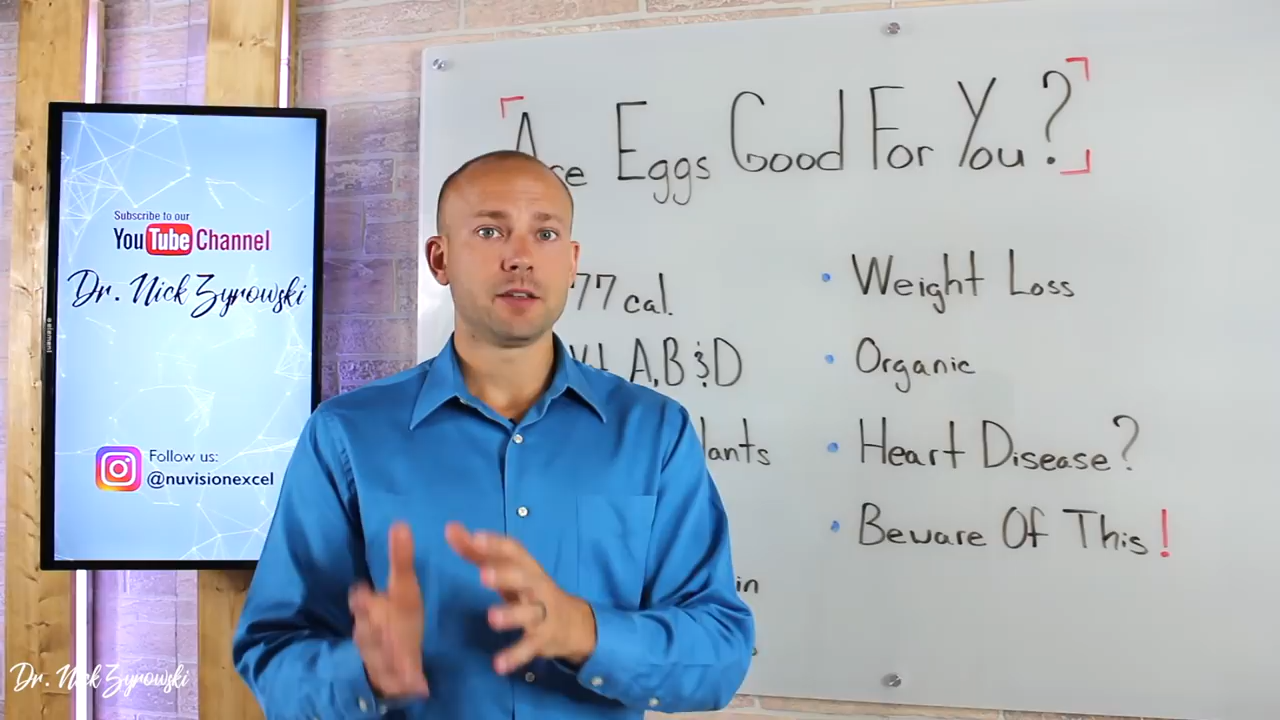 Are Eggs Good For You?
77 cal.
A,B & D
• Weight Loss
• Organic
• Heart Disease?
• Beware Of This!
Subscribe to our
YouTube Channel
Dr. Nick Zyrowski
Follow us:
@nuvisionexcel
element
Dr. Nick Zyrowski